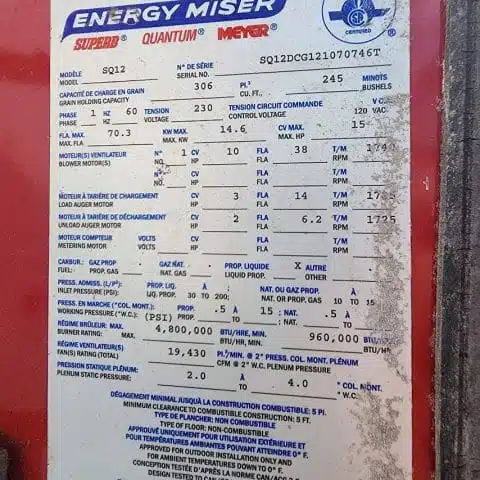 ENERGY MISER
SUPERB® QUANTUM® MEYER®
CERTIFIED ®
MODÈLE SQ12 N° DE SÉRIE SQ12DCG121070746T
MODEL SERIAL NO.
CAPACITÉ DE CHARGE EN GRAIN 306 PI.³ 245 MINOTS
GRAIN HOLDING CAPACITY CU. FT. BUSHELS
PHASE 1 HZ 60 TENSION 230 TENSION CIRCUIT COMMANDE V C
PHASE HZ VOLTAGE CONTROL VOLTAGE 120 VAC
FLA MAX. 70.3 KW MAX. 14.6 CV MAX. 15
MAX. FLA MAX. KW MAX. HP
MOTEUR(S) VENTILATEUR N° 1 CV 10 FLA 38 T/M 1740
BLOWER MOTOR(S) NO. HP FLA RPM
N° CV FLA T/M
NO. HP FLA RPM
MOTEUR À TARIÈRE DE CHARGEMENT CV 3 FLA 14 T/M 1725
LOAD AUGER MOTOR HP FLA RPM
MOTEUR À TARIÈRE DE DÉCHARGEMENT CV 2 FLA 6.2 T/M 1725
UNLOAD AUGER MOTOR HP FLA RPM
MOTEUR COMPTEUR VOLTS CV FLA T/M
METERING MOTOR VOLTS HP FLA RPM
CARBUR.: GAZ PROP. GAZ NAT. PROP. LIQUIDE X AUTRE
FUEL: PROP. GAS NAT. GAS LIQUID PROP. OTHER
PRESS. ADMISS. (L/P²): PROP. LIQ. À ; NAT. OU GAZ PROP. À
INLET PRESSURE (PSI): LIQ. PROP. 30 TO 200; NAT. OR PROP. GAS 10 TO 15
PRESS. EN MARCHE (" COL. MONT.) PROP. .5 À 15 ; NAT. .5 À
WORKING PRESSURE ("W.C.) (PSI) PROP. TO ; NAT. TO
RÉGIME BRÛLEUR: MAX. 4,800,000 BTU/HRE, MIN. 960,000 BTU/H
BURNER RATING: MAX. BTU/HR, MIN. BTU/H
RÉGIME VENTILATEUR(S) 19,430 PI.³/MIN. @ 2" PRESS. COL. MONT. PLÉNUM
FAN(S) RATING (TOTAL) CFM @ 2" W.C. PLENUM PRESSURE
PRESSION STATIQUE PLÉNUM: 2.0 À 4.0 " COL. MONT.
PLENUM STATIC PRESSURE: TO " W.C.
DÉGAGEMENT MINIMAL JUSQU'À LA CONSTRUCTION COMBUSTIBLE: 5 PI.
MINIMUM CLEARANCE TO COMBUSTIBLE CONSTRUCTION: 5 FT.
TYPE DE PLANCHER: NON COMBUSTIBLE
TYPE OF FLOOR: NON-COMBUSTIBLE
APPROUVÉ UNIQUEMENT POUR UTILISATION EXTÉRIEURE ET
POUR TEMPÉRATURES AMBIANTES POUVANT ATTEINDRE 0° F.
APPROVED FOR OUTDOOR INSTALLATION ONLY AND
FOR AMBIENT TEMPERATURES DOWN TO 0° F.
CONCEPTION TESTÉE D'APRÈS LA NORME CAN/ACG 3
DESIGN TESTED TO